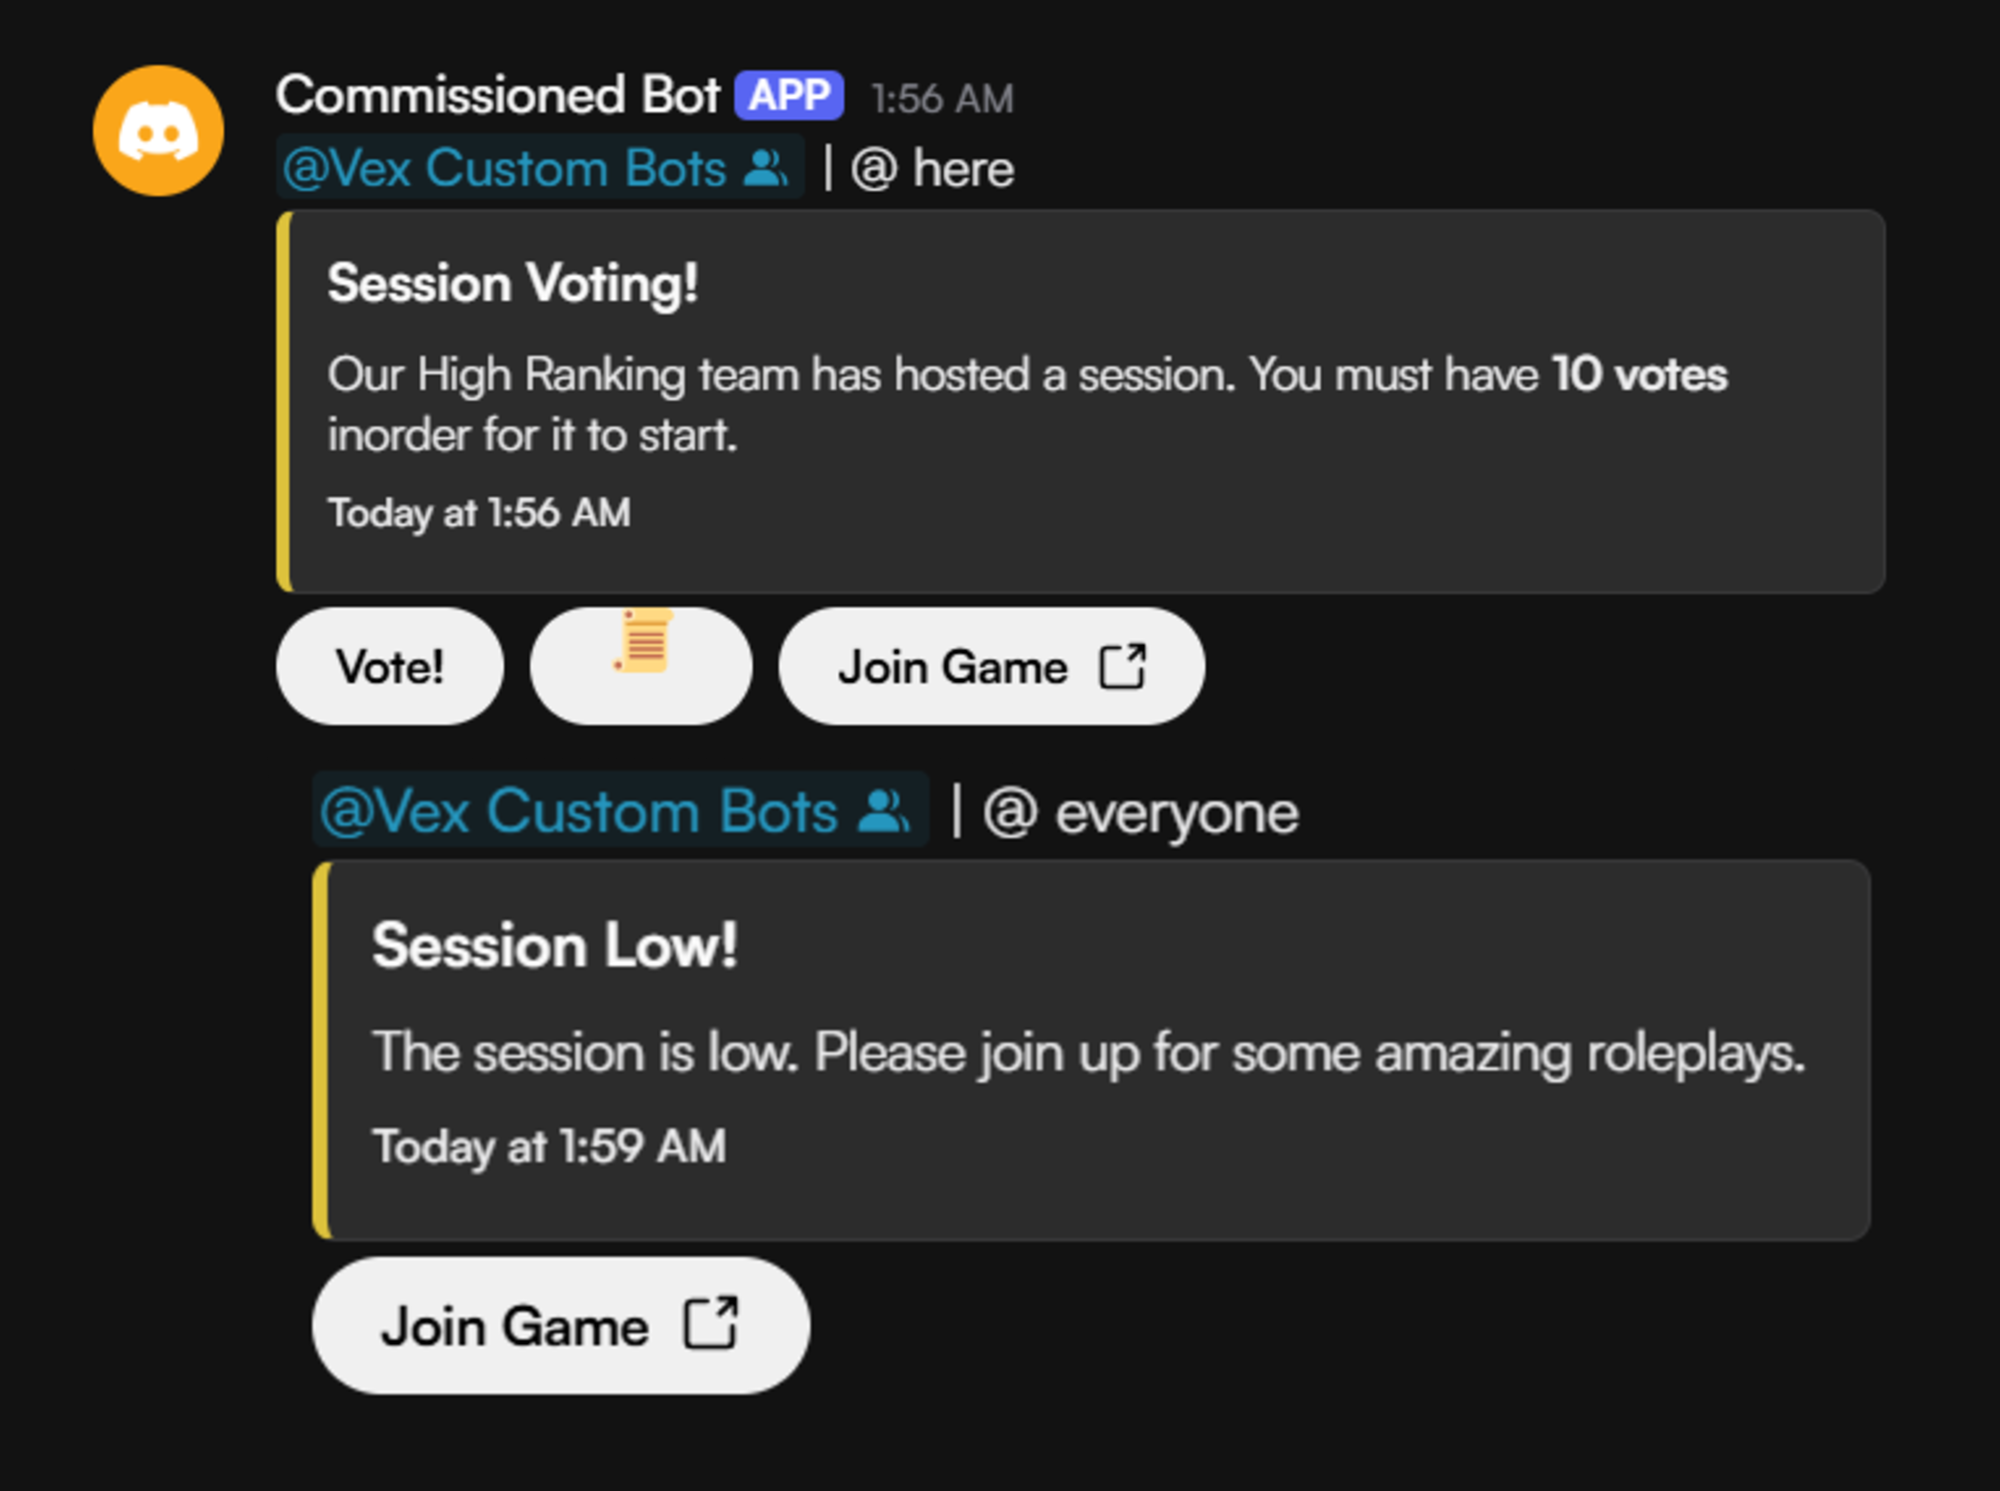 Commissioned Bot APP 1:56 AM
@Vex Custom Bots | @ here
Session Voting!
Our High Ranking team has hosted a session. You must have 10 votes
inorder for it to start.
Today at 1:56 AM
Vote! Join Game
@Vex Custom Bots | @ everyone
Session Low!
The session is low. Please join up for some amazing roleplays.
Today at 1:59 AM
Join Game